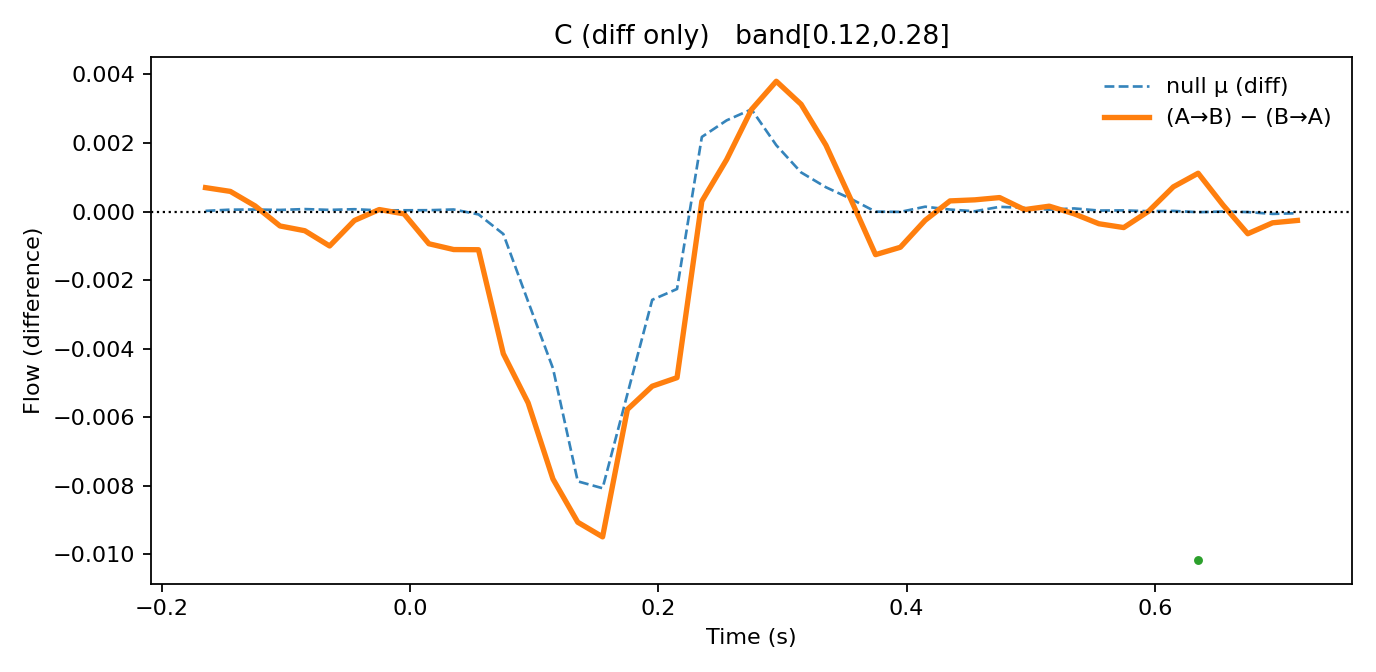 C (diff only)   band[0.12,0.28]
null μ (diff)
(A→B) − (B→A)
Flow (difference)
0.004
0.002
0.000
−0.002
−0.004
−0.006
−0.008
−0.010
−0.2
0.0
0.2
0.4
0.6
Time (s)